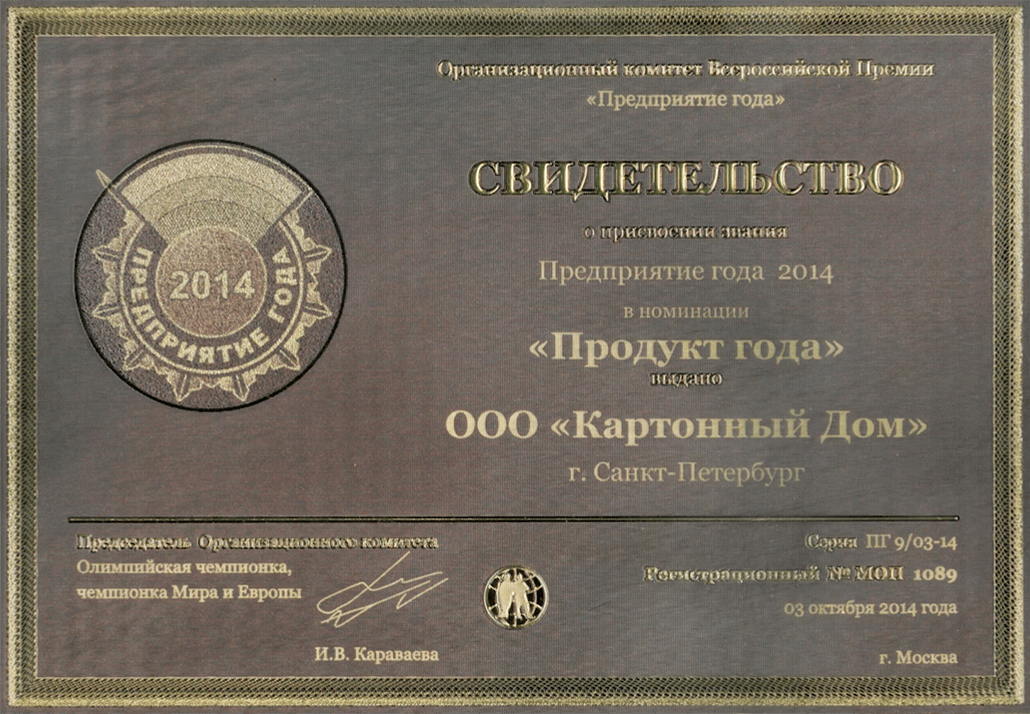 Организационный комитет Всероссийской Премии
«Предприятие года»
СВИДЕТЕЛЬСТВО
о присвоении звания
Предприятие года 2014
в номинации
«Продукт года»
выдано
ООО «Картонный Дом»
г. Санкт-Петербург
2014
ПРЕДПРИЯТИЕ ГОДА
Председатель Организационного комитета
Олимпийская чемпионка,
чемпионка Мира и Европы
И.В. Караваева
Серия ПГ 9/03-14
Регистрационный № МОП 1089
03 октября 2014 года
г. Москва